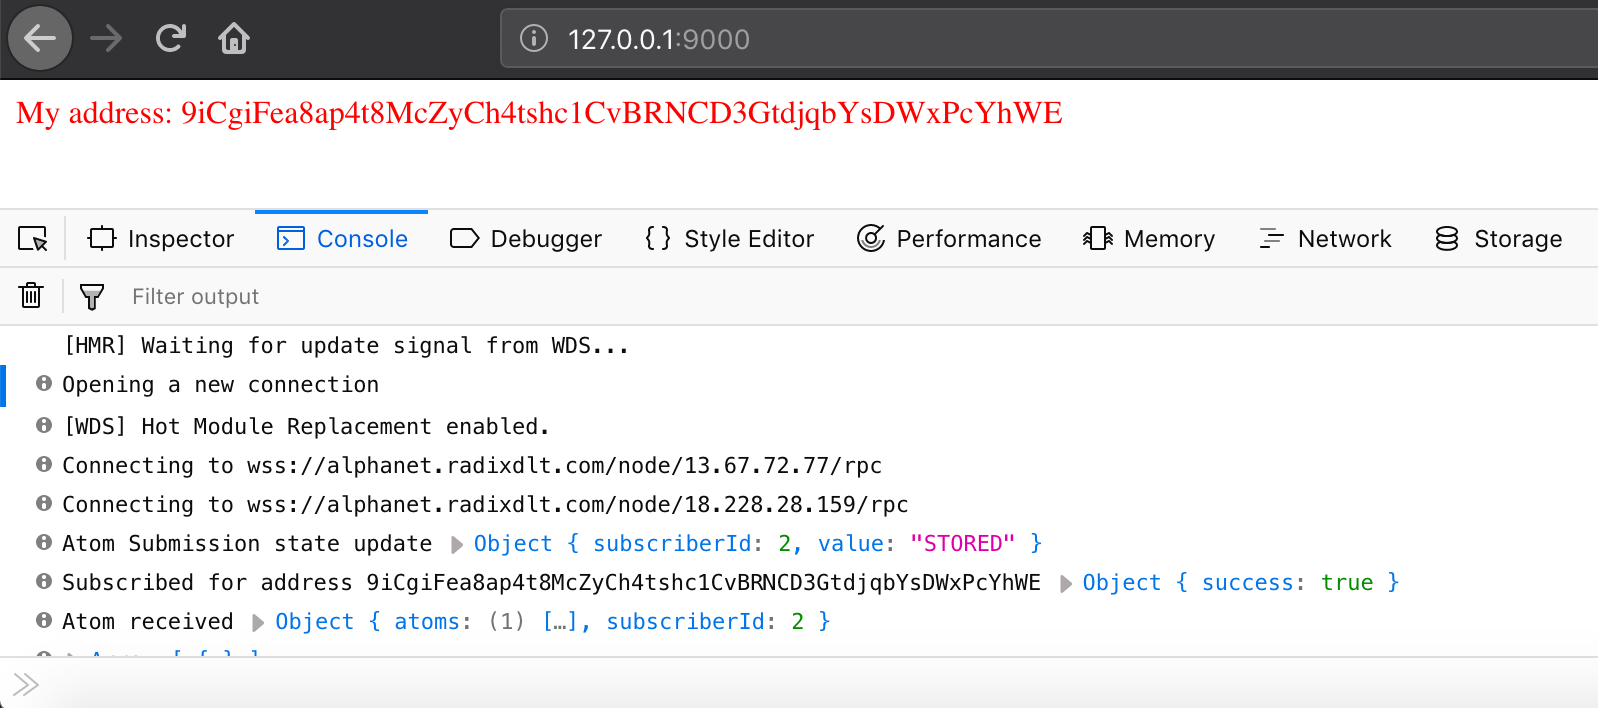 127.0.0.1:9000
My address: 9iCgiFea8ap4t8McZyCh4tshc1CvBRNCD3GtdjqbYsDWxPcYhWE
Inspector Console Debugger { } Style Editor Performance Memory Network Storage
Filter output
[HMR] Waiting for update signal from WDS...
Opening a new connection
[WDS] Hot Module Replacement enabled.
Connecting to wss://alphanet.radixdlt.com/node/13.67.72.77/rpc
Connecting to wss://alphanet.radixdlt.com/node/18.228.28.159/rpc
Atom Submission state update Object { subscriberId: 2, value: "STORED" }
Subscribed for address 9iCgiFea8ap4t8McZyCh4tshc1CvBRNCD3GtdjqbYsDWxPcYhWE Object { success: true }
Atom received Object { atoms: (1) […], subscriberId: 2 }